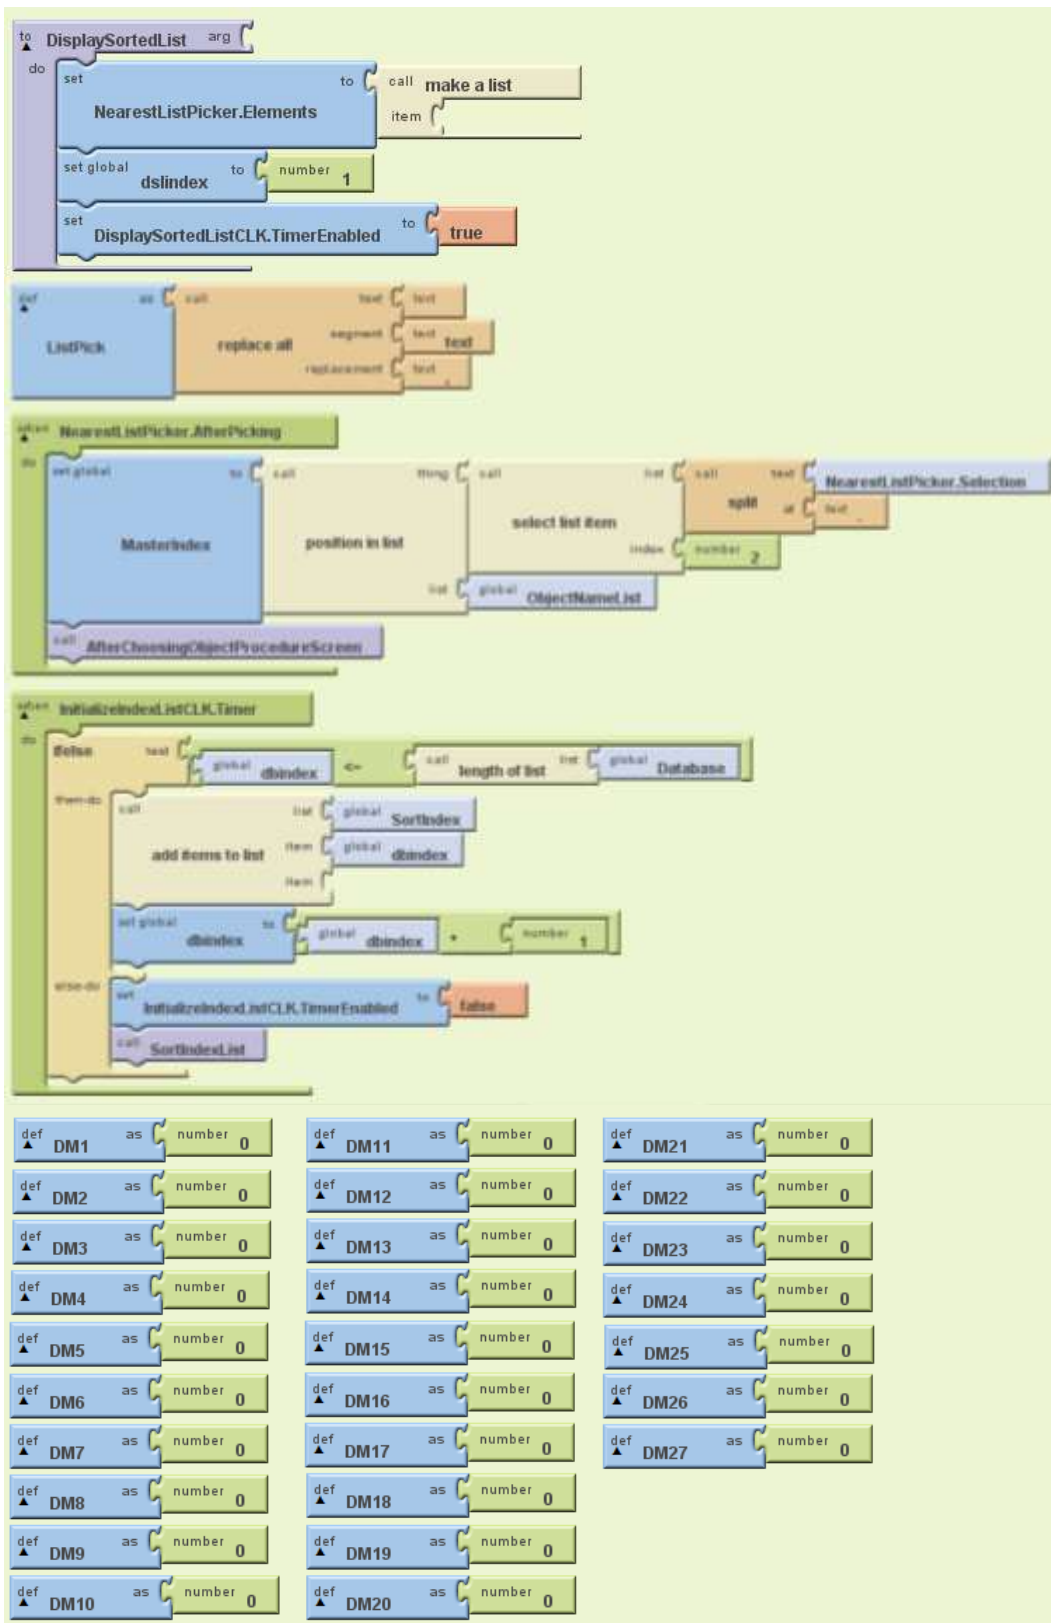 to DisplaySortedList arg
do set NearestListPicker.Elements to call make a list
item
set global dslindex to number 1
set DisplaySortedListCLK.TimerEnabled to true
def ListPick as call replace all text text
segment text text
replacement text
when NearestListPicker.AfterPicking
do set global MasterIndex to call position in list thing call select list item list call split text NearestListPicker.Selection
at text
index number 2
list global ObjectNameList
call AfterChoosingObjectProcedureScreen
when InitializeIndexListCLK.Timer
do ifelse test global dbindex <= call length of list list global Database
then-do call add items to list list global SortIndex
item global dbindex
item
set global dbindex to global dbindex + number 1
else-do set InitializeIndexListCLK.TimerEnabled to false
call SortIndexList
def DM1 as number 0 def DM11 as number 0 def DM21 as number 0
def DM2 as number 0 def DM12 as number 0 def DM22 as number 0
def DM3 as number 0 def DM13 as number 0 def DM23 as number 0
def DM4 as number 0 def DM14 as number 0 def DM24 as number 0
def DM5 as number 0 def DM15 as number 0 def DM25 as number 0
def DM6 as number 0 def DM16 as number 0 def DM26 as number 0
def DM7 as number 0 def DM17 as number 0 def DM27 as number 0
def DM8 as number 0 def DM18 as number 0
def DM9 as number 0 def DM19 as number 0
def DM10 as number 0 def DM20 as number 0